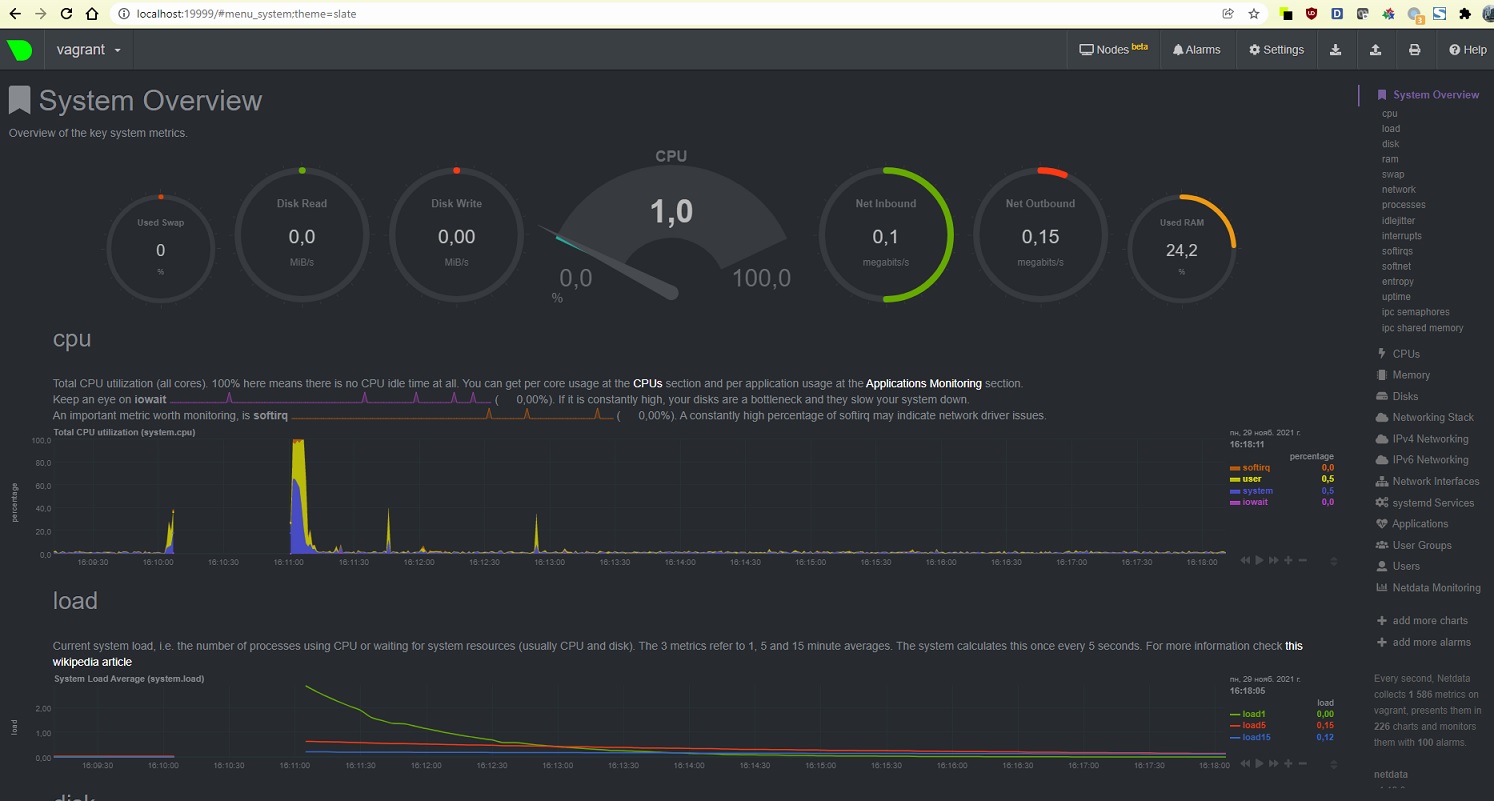 localhost:19999/#menu_system;theme=slate
3
vagrant
Nodes beta
Alarms
Settings
Help
System Overview
Overview of the key system metrics.
Used Swap
0
%
Disk Read
0,0
MiB/s
Disk Write
0,00
MiB/s
CPU
1,0
0,0
100,0
%
Net Inbound
0,1
megabits/s
Net Outbound
0,15
megabits/s
Used RAM
24,2
%
cpu
Total CPU utilization (all cores). 100% here means there is no CPU idle time at all. You can get per core usage at the CPUs section and per application usage at the Applications Monitoring section.
Keep an eye on iowait ( 0,00%). If it is constantly high, your disks are a bottleneck and they slow your system down.
An important metric worth monitoring, is softirq ( 0,00%). A constantly high percentage of softirq may indicate network driver issues.
Total CPU utilization (system.cpu)
percentage
100.0
80.0
60.0
40.0
20.0
0.0
16:09:30 16:10:00 16:10:30 16:11:00 16:11:30 16:12:00 16:12:30 16:13:00 16:13:30 16:14:00 16:14:30 16:15:00 16:15:30 16:16:00 16:16:30 16:17:00 16:17:30 16:18:00
пн, 29 нояб. 2021 г.
16:18:11
percentage
softirq 0,0
user 0,5
system 0,5
iowait 0,0
load
Current system load, i.e. the number of processes using CPU or waiting for system resources (usually CPU and disk). The 3 metrics refer to 1, 5 and 15 minute averages. The system calculates this once every 5 seconds. For more information check this
wikipedia article
System Load Average (system.load)
load
2.00
1.00
0.00
16:09:30 16:10:00 16:10:30 16:11:00 16:11:30 16:12:00 16:12:30 16:13:00 16:13:30 16:14:00 16:14:30 16:15:00 16:15:30 16:16:00 16:16:30 16:17:00 16:17:30 16:18:00
пн, 29 нояб. 2021 г.
16:18:05
load
load1 0,00
load5 0,15
load15 0,12
disk
System Overview
cpu
load
disk
ram
swap
network
processes
idlejitter
interrupts
softirqs
softnet
entropy
uptime
ipc semaphores
ipc shared memory
CPUs
Memory
Disks
Networking Stack
IPv4 Networking
IPv6 Networking
Network Interfaces
systemd Services
Applications
User Groups
Users
Netdata Monitoring
add more charts
add more alarms
Every second, Netdata
collects 1 586 metrics on
vagrant, presents them in
226 charts and monitors
them with 100 alarms.
netdata